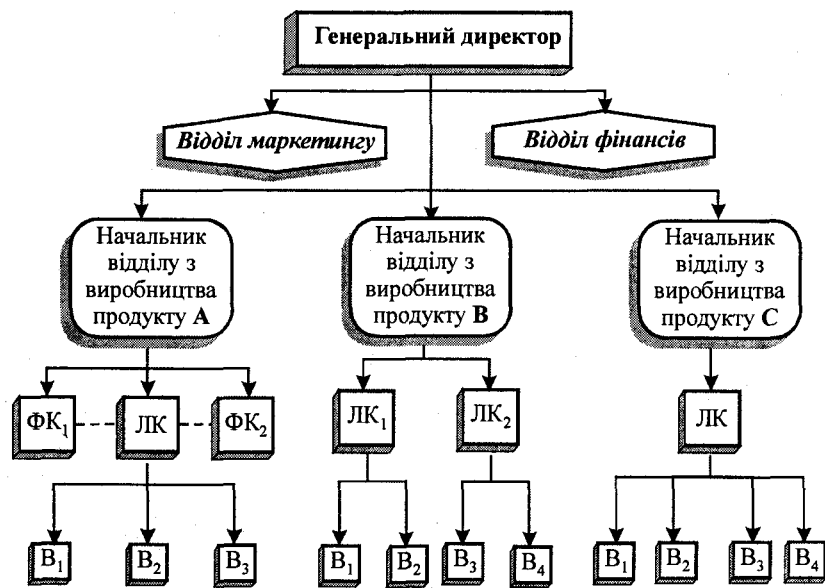 Генеральний директор
Відділ маркетингу
Відділ фінансів
Начальник
відділу з
виробництва
продукту А
Начальник
відділу з
виробництва
продукту В
Начальник
відділу з
виробництва
продукту С
ФК₁
ЛК
ФК₂
ЛК₁
ЛК₂
ЛК
В₁
В₂
В₃
В₁
В₂
В₃
В₄
В₁
В₂
В₃
В₄